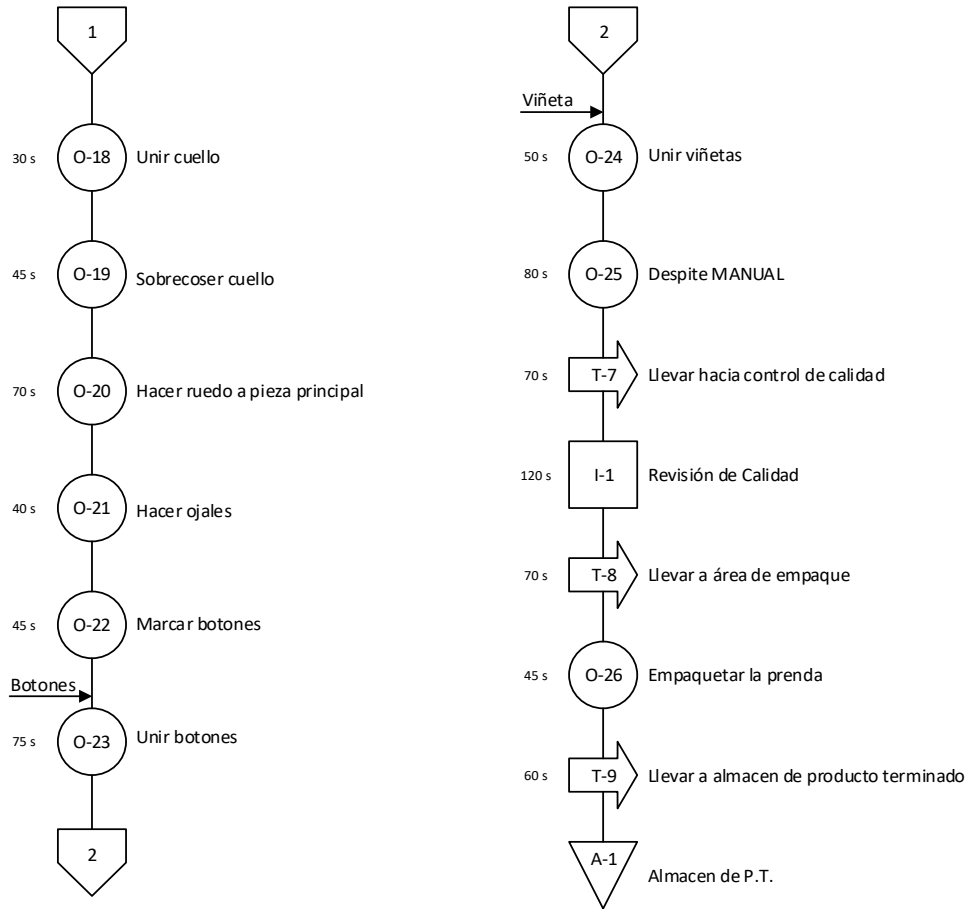 1
30 s
O-18
Unir cuello
45 s
O-19
Sobrecoser cuello
70 s
O-20
Hacer ruedo a pieza principal
40 s
O-21
Hacer ojales
45 s
O-22
Marcar botones
Botones
75 s
O-23
Unir botones
2
2
Viñeta
50 s
O-24
Unir viñetas
80 s
O-25
Despite MANUAL
70 s
T-7
Llevar hacia control de calidad
120 s
I-1
Revisión de Calidad
70 s
T-8
Llevar a área de empaque
45 s
O-26
Empaquetar la prenda
60 s
T-9
Llevar a almacen de producto terminado
A-1
Almacen de P.T.